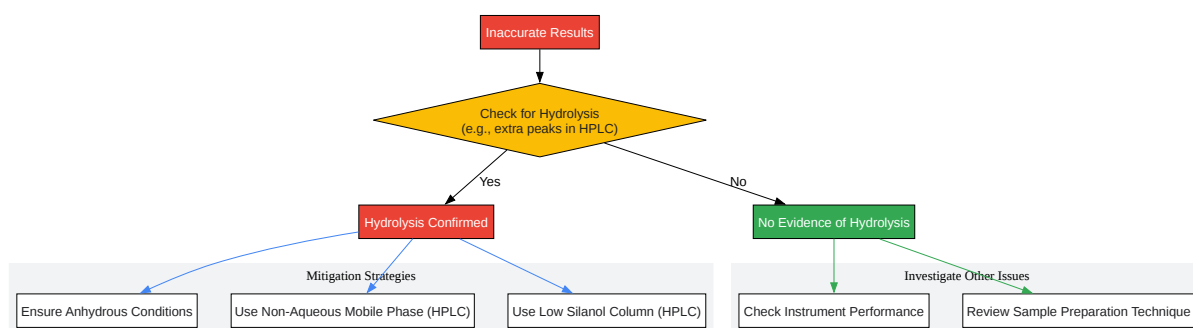 Inaccurate Results
Check for Hydrolysis
(e.g., extra peaks in HPLC)
Yes
No
Hydrolysis Confirmed
No Evidence of Hydrolysis
Mitigation Strategies
Investigate Other Issues
Ensure Anhydrous Conditions
Use Non-Aqueous Mobile Phase (HPLC)
Use Low Silanol Column (HPLC)
Check Instrument Performance
Review Sample Preparation Technique